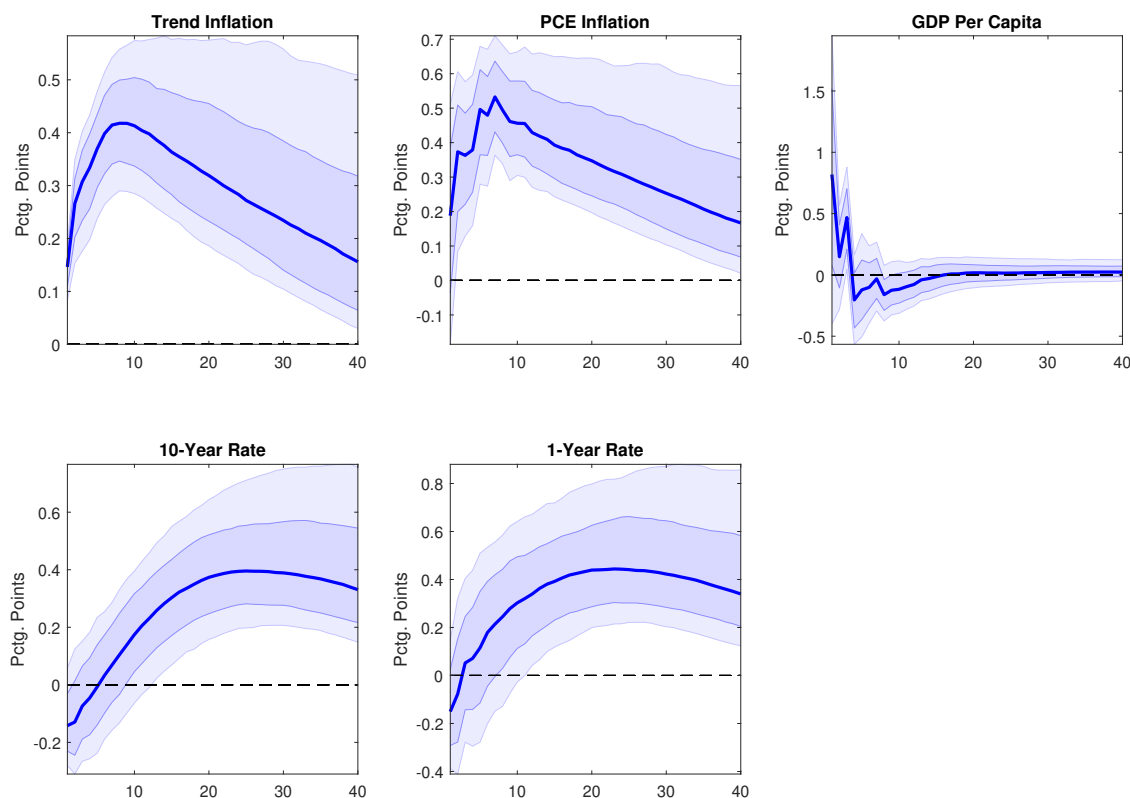 Trend Inflation
Pctg. Points
0.5
0.4
0.3
0.2
0.1
0
10 20 30 40
PCE Inflation
Pctg. Points
0.7
0.6
0.5
0.4
0.3
0.2
0.1
0
-0.1
10 20 30 40
GDP Per Capita
Pctg. Points
1.5
1
0.5
0
-0.5
10 20 30 40
10-Year Rate
Pctg. Points
0.6
0.4
0.2
0
-0.2
10 20 30 40
1-Year Rate
Pctg. Points
0.8
0.6
0.4
0.2
0
-0.2
-0.4
10 20 30 40